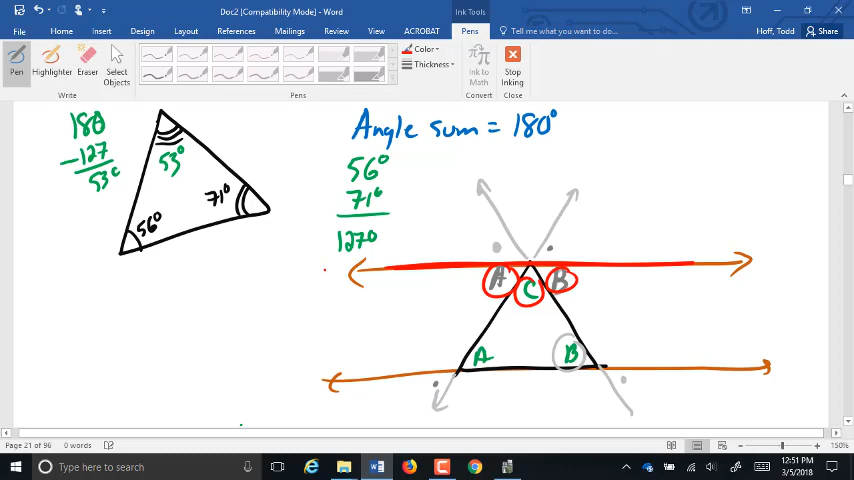 Doc2 [Compatibility Mode] - Word
Ink Tools
Hoff, Todd
File
Home
Insert
Design
Layout
References
Mailings
Review
View
ACROBAT
Pens
Tell me what you want to do...
Share
Pen
Highlighter
Eraser
Select
Objects
Write
Pens
Color
Thickness
Ink to
Math
Convert
Stop
Inking
180
-127
53°
53°
71°
56°
Angle sum = 180°
56°
71°
127°
A
C
B
A
B
Page 21 of 96
0 words
150%
Type here to search
12:51 PM
3/5/2018